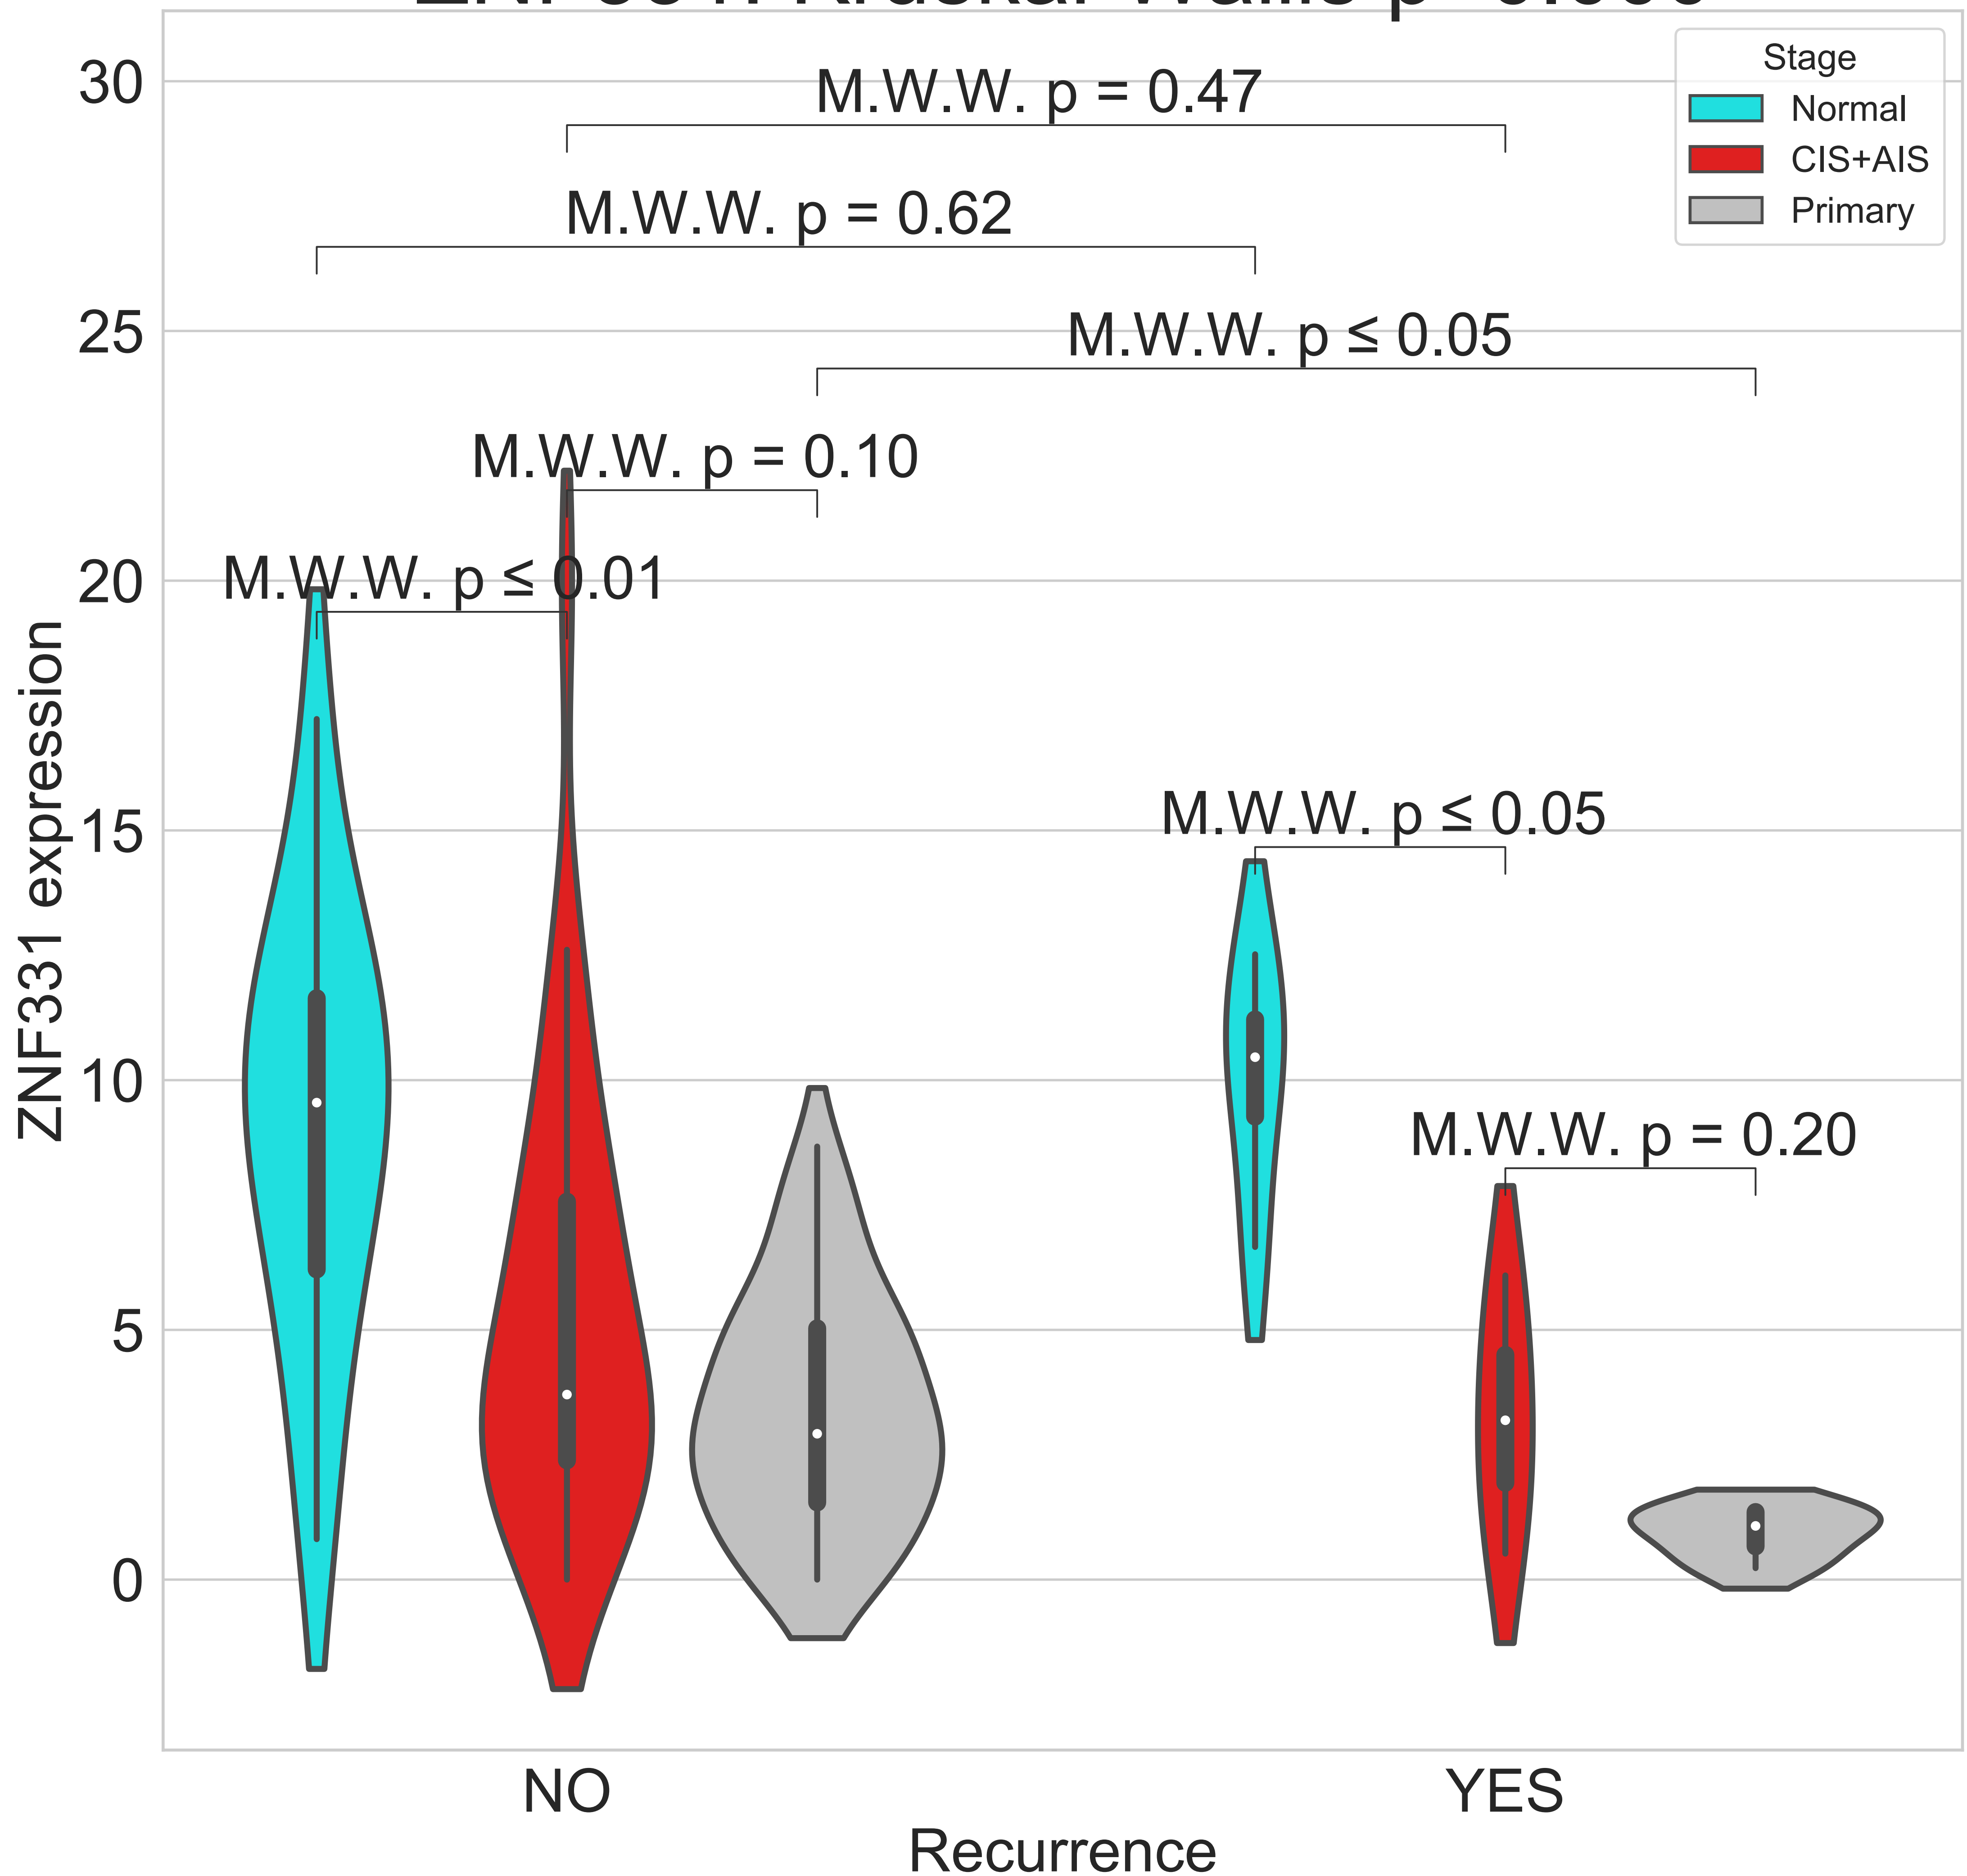 Stage
Normal
CIS+AIS
Primary
M.W.W. p = 0.47
M.W.W. p = 0.62
M.W.W. p ≤ 0.05
M.W.W. p = 0.10
M.W.W. p ≤ 0.01
M.W.W. p ≤ 0.05
M.W.W. p = 0.20
30
25
20
15
10
5
0
ZNF331 expression
NO
YES
Recurrence